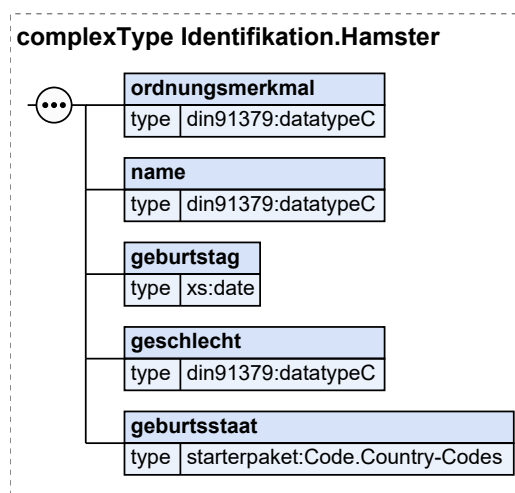 complexType Identifikation.Hamster
ordnungsmerkmal
type din91379:datatypeC
name
type din91379:datatypeC
geburtstag
type xs:date
geschlecht
type din91379:datatypeC
geburtsstaat
type starterpaket:Code.Country-Codes